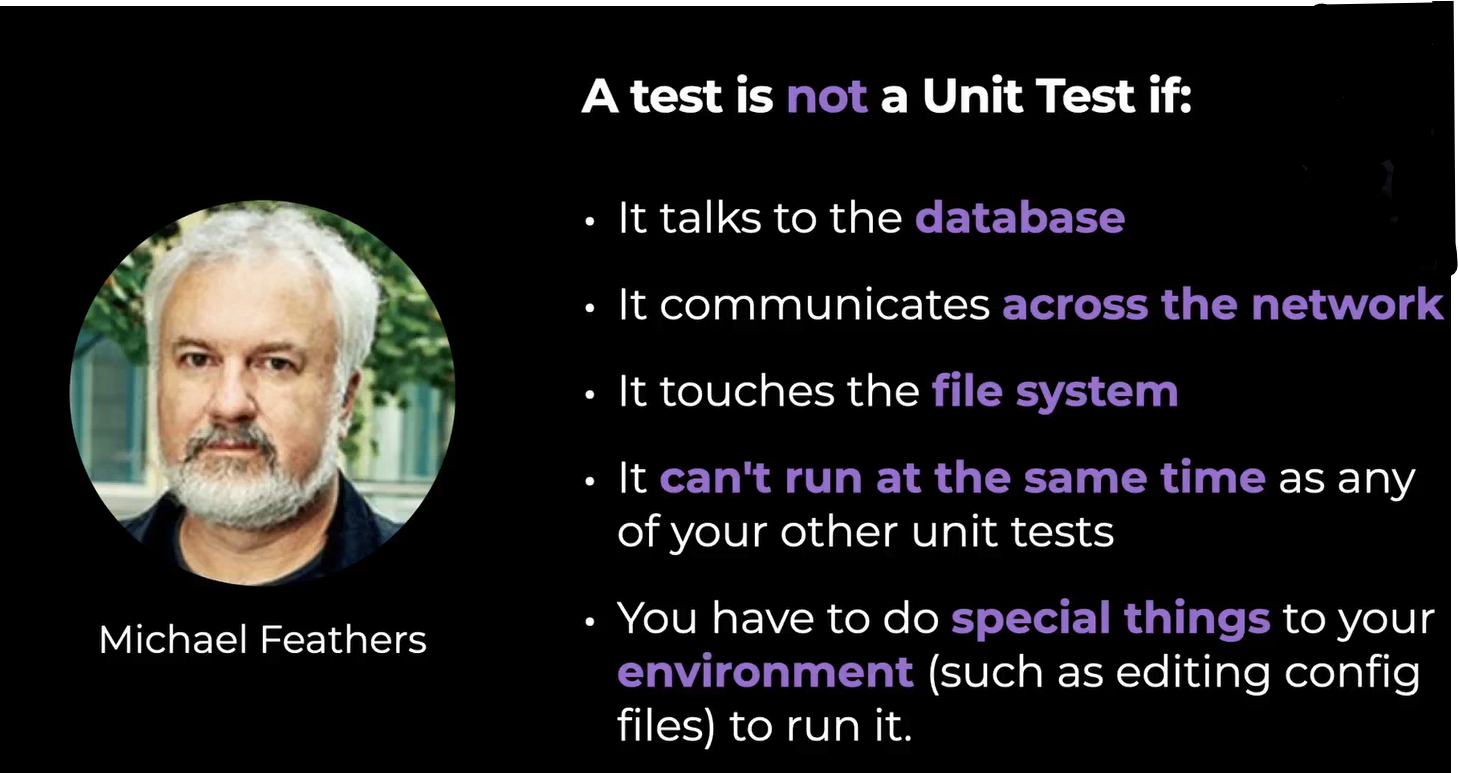 A test is not a Unit Test if:
• It talks to the database
• It communicates across the network
• It touches the file system
• It can't run at the same time as any
of your other unit tests
• You have to do special things to your
environment (such as editing config
files) to run it.
Michael Feathers